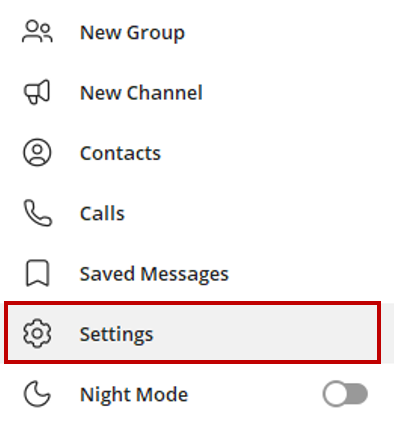 New Group
New Channel
Contacts
Calls
Saved Messages
Settings
Night Mode